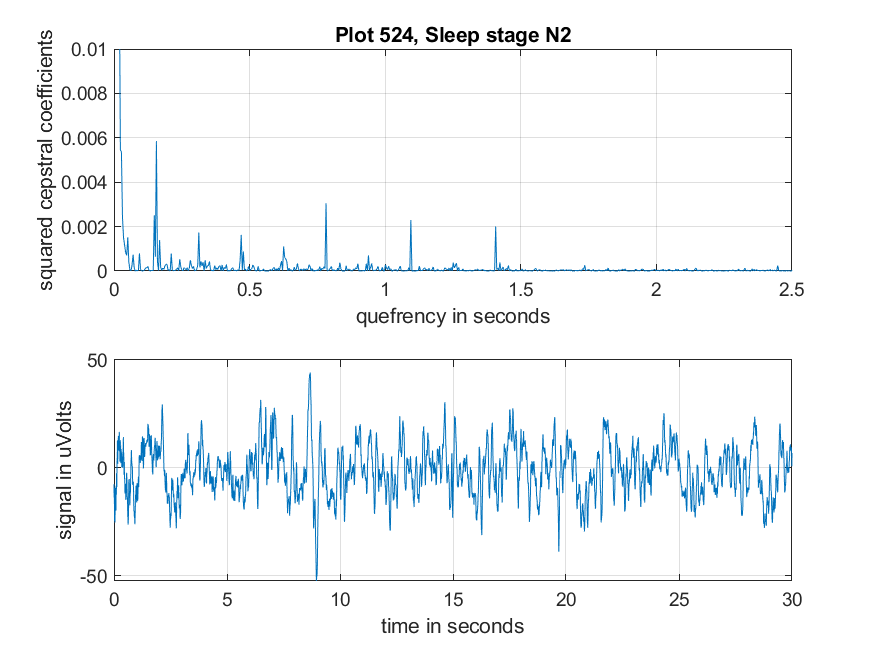 Plot 524, Sleep stage N2
squared cepstral coefficients
0.01
0.008
0.006
0.004
0.002
0
0 0.5 1 1.5 2 2.5
quefrency in seconds
signal in uVolts
50
0
-50
0 5 10 15 20 25 30
time in seconds